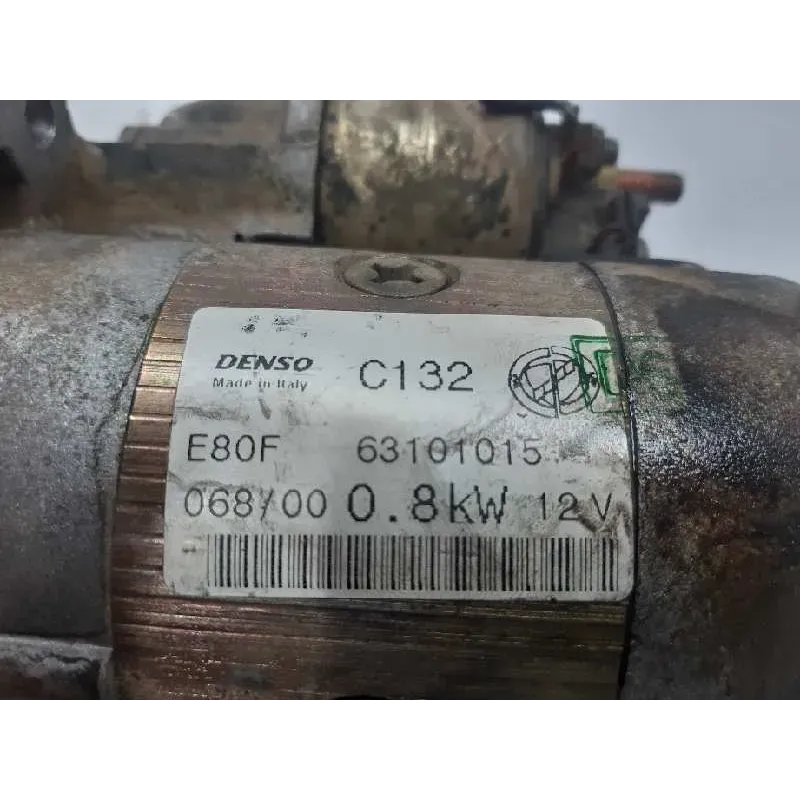 DENSO C132
Made in Italy
E80F 63101015
068/00 0.8kW 12V